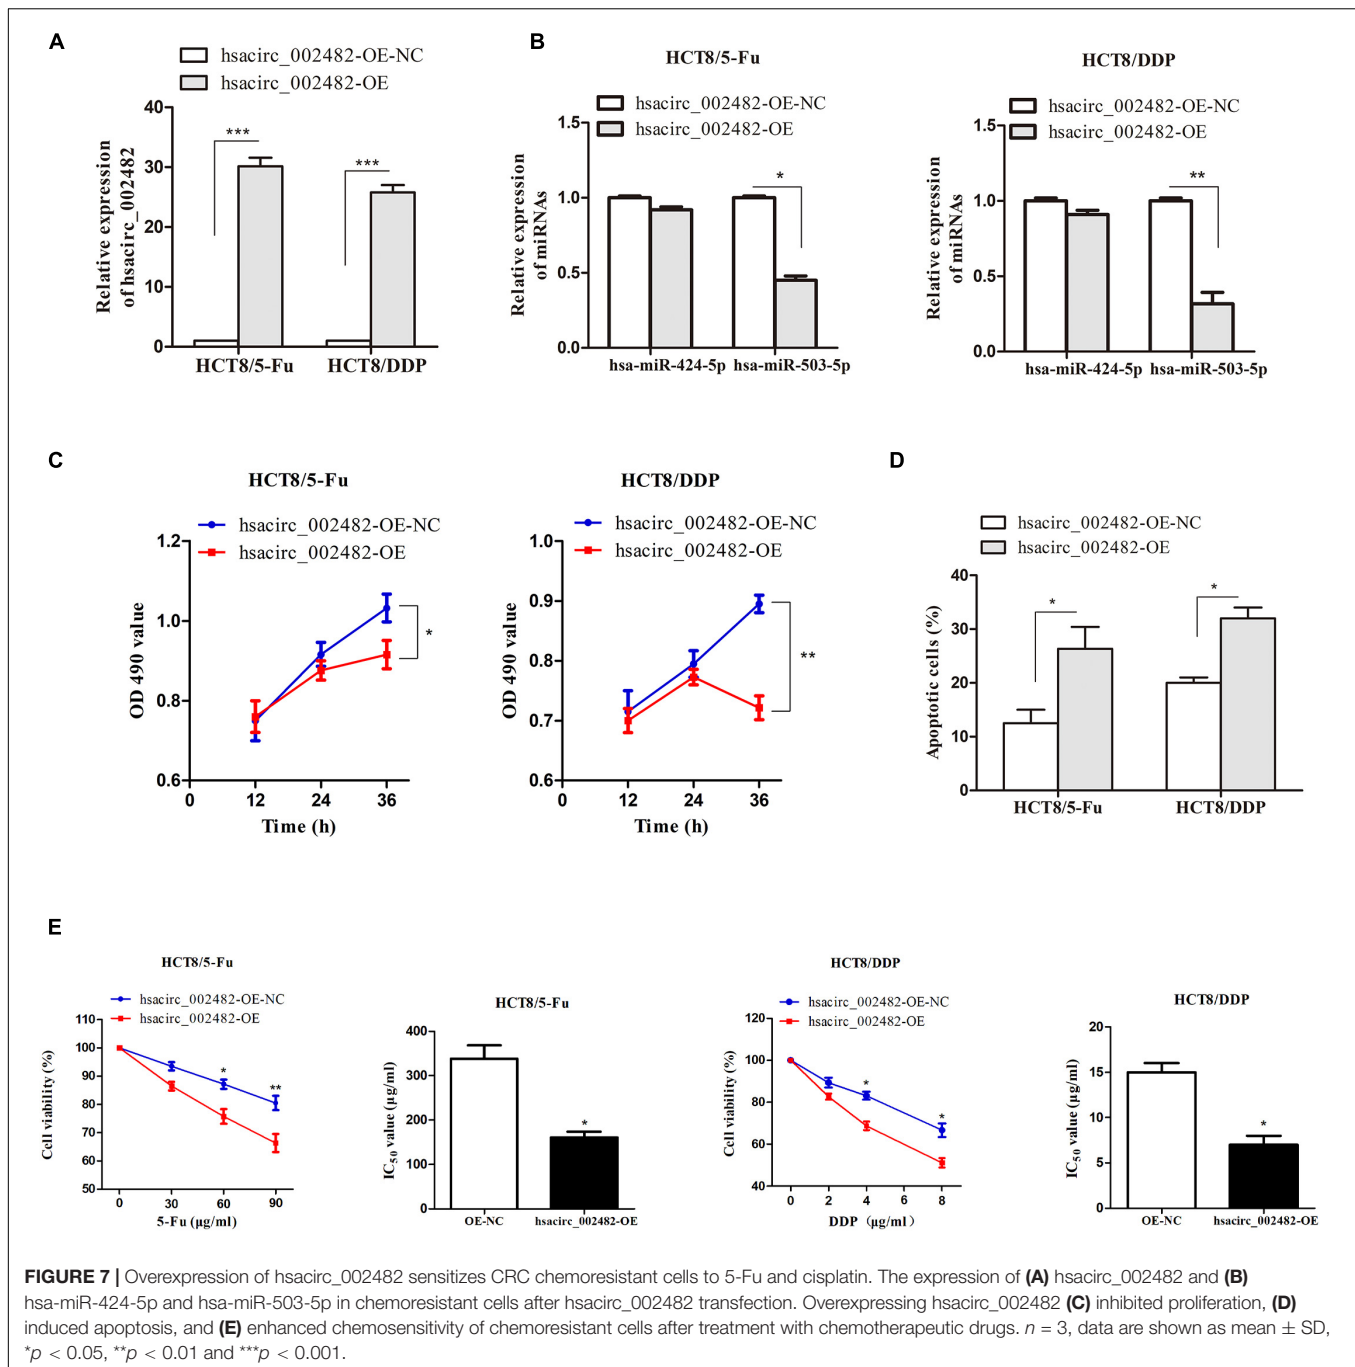 A
hsacirc_002482-OE-NC
hsacirc_002482-OE
Relative expression
of hsacirc_002482
40
30
20
10
0
***
***
HCT8/5-Fu
HCT8/DDP
B
HCT8/5-Fu
hsacirc_002482-OE-NC
hsacirc_002482-OE
Relative expression
of miRNAs
1.5
1.0
0.5
0.0
*
hsa-miR-424-5p
hsa-miR-503-5p
HCT8/DDP
hsacirc_002482-OE-NC
hsacirc_002482-OE
Relative expression
of miRNAs
1.5
1.0
0.5
0.0
**
hsa-miR-424-5p
hsa-miR-503-5p
C
HCT8/5-Fu
hsacirc_002482-OE-NC
hsacirc_002482-OE
OD 490 value
1.2
1.0
0.8
0.6
*
0
12
24
36
Time (h)
HCT8/DDP
hsacirc_002482-OE-NC
hsacirc_002482-OE
OD 490 value
1.0
0.9
0.8
0.7
0.6
**
0
12
24
36
Time (h)
D
hsacirc_002482-OE-NC
hsacirc_002482-OE
Apoptotic cells (%)
40
30
20
10
0
*
*
HCT8/5-Fu
HCT8/DDP
E
HCT8/5-Fu
hsacirc_002482-OE-NC
hsacirc_002482-OE
Cell viability (%)
110
100
90
80
70
60
50
*
**
0
30
60
90
5-Fu (μg/ml)
HCT8/5-Fu
IC50 value (μg/ml)
400
300
200
100
0
*
OE-NC
hsacirc_002482-OE
HCT8/DDP
hsacirc_002482-OE-NC
hsacirc_002482-OE
Cell viability (%)
120
100
80
60
40
*
*
0
2
4
6
8
DDP (μg/ml)
HCT8/DDP
IC50 value (μg/ml)
20
15
10
5
0
*
OE-NC
hsacirc_002482-OE
FIGURE 7 | Overexpression of hsacirc_002482 sensitizes CRC chemoresistant cells to 5-Fu and cisplatin. The expression of (A) hsacirc_002482 and (B)
hsa-miR-424-5p and hsa-miR-503-5p in chemoresistant cells after hsacirc_002482 transfection. Overexpressing hsacirc_002482 (C) inhibited proliferation, (D)
induced apoptosis, and (E) enhanced chemosensitivity of chemoresistant cells after treatment with chemotherapeutic drugs. n = 3, data are shown as mean ± SD,
*p < 0.05, **p < 0.01 and ***p < 0.001.